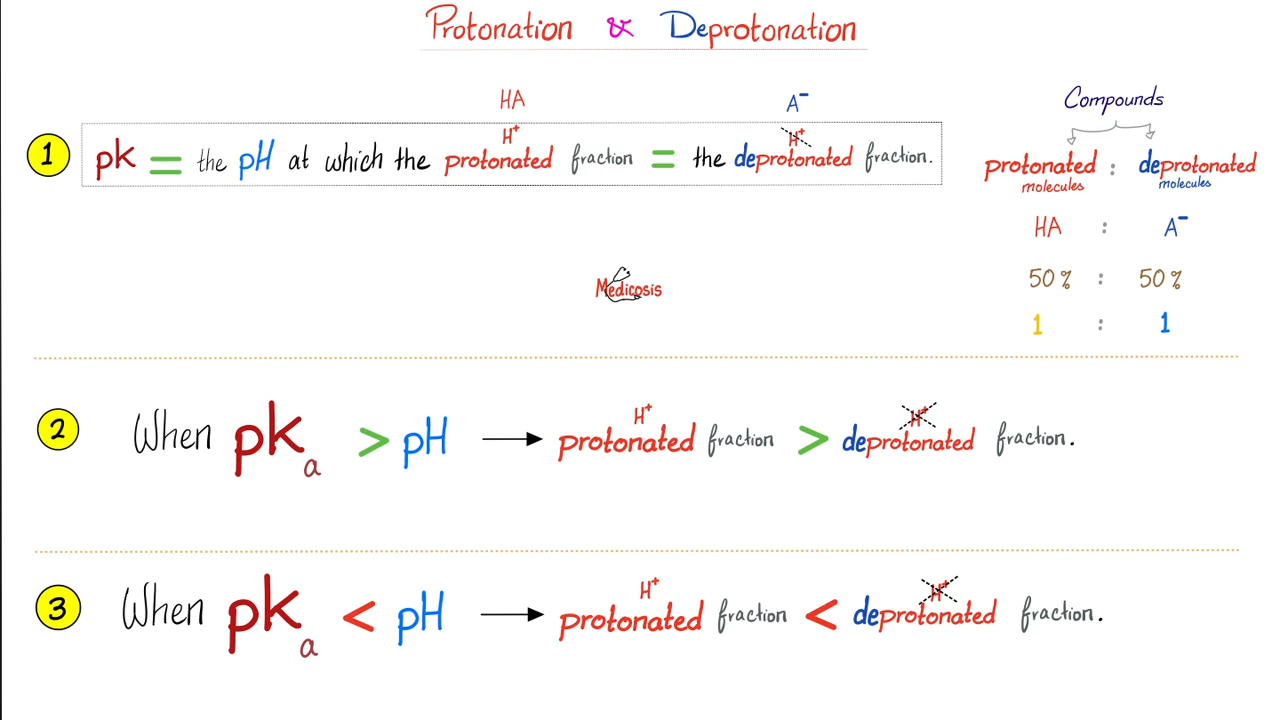 Protonation & Deprotonation
HA A⁻
H⁺ H⁺
1 pK = the pH at which the protonated fraction = the deprotonated fraction.
Compounds
protonated : deprotonated
molecules molecules
HA : A⁻
50% : 50%
1 : 1
Medicosis
H⁺ H⁺
2 When pKa > pH → protonated fraction > deprotonated fraction.
H⁺ H⁺
3 When pKa < pH → protonated fraction < deprotonated fraction.